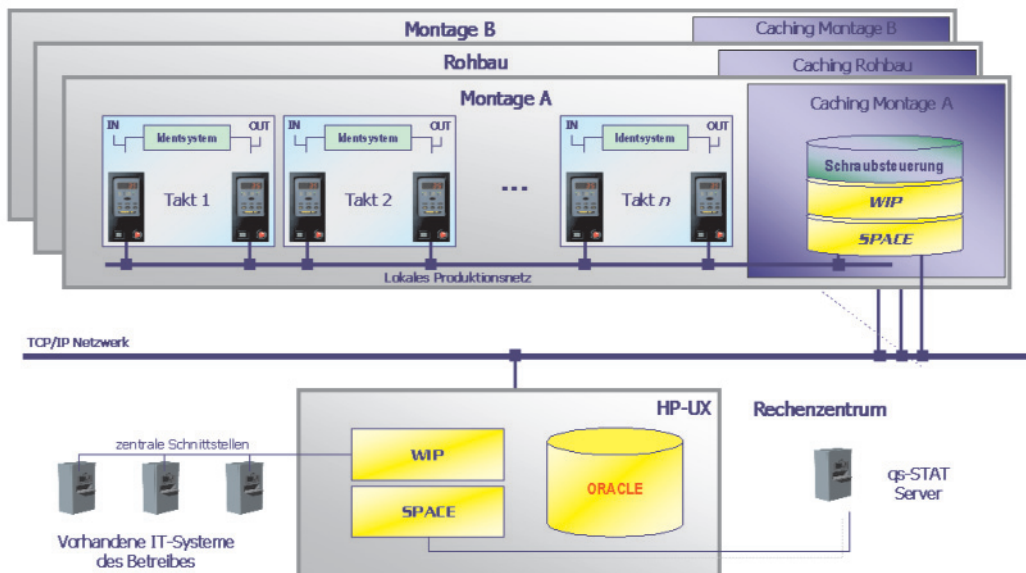 Montage B
Caching Montage B
Rohbau
Caching Rohbau
Montage A
Caching Montage A
IN
OUT
Identsystem
Takt 1
IN
OUT
Identsystem
Takt 2
...
IN
OUT
Identsystem
Takt n
Schraubsteuerung
WIP
SPACE
Lokales Produktionsnetz
TCP/IP Netzwerk
HP-UX
Rechenzentrum
zentrale Schnittstellen
WIP
SPACE
ORACLE
qs-STAT
Server
Vorhandene IT-Systeme
des Betreibes